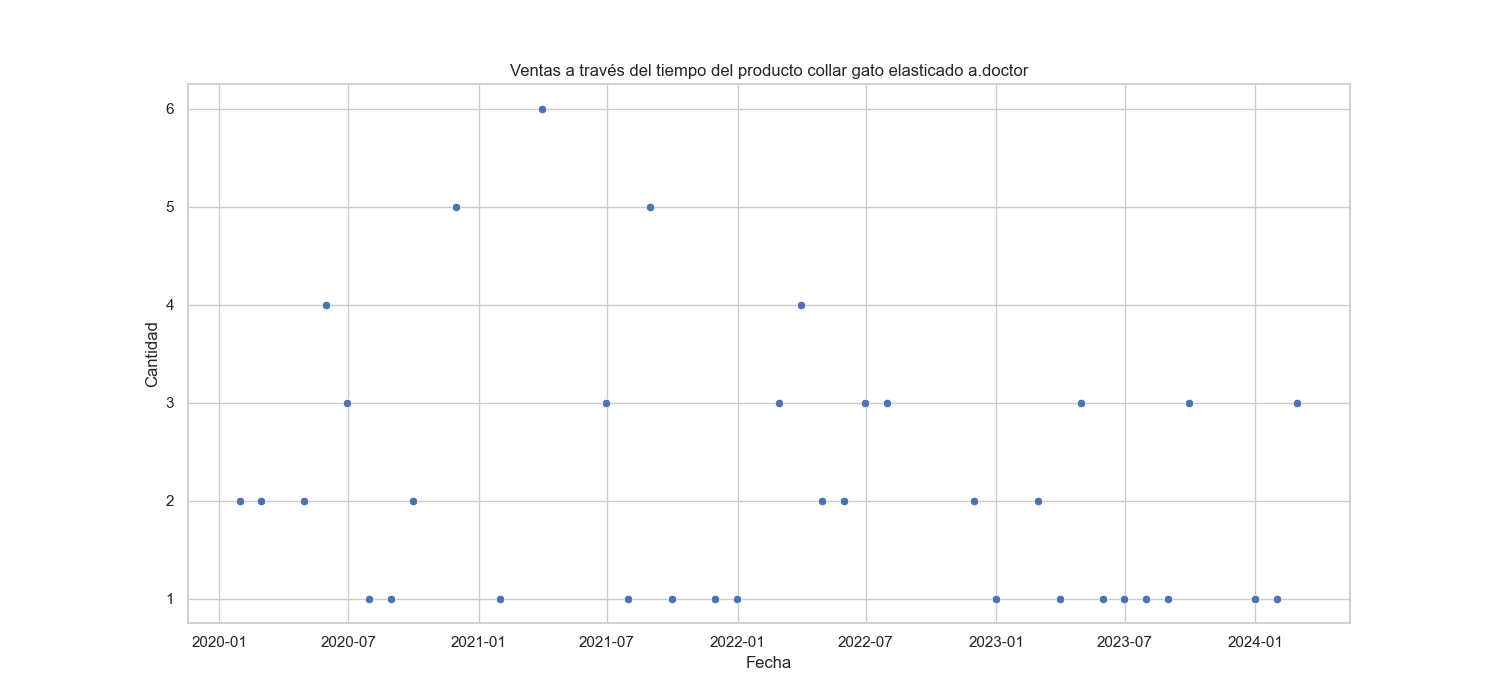 Ventas a través del tiempo del producto collar gato elasticado a.doctor
6
5
4
3
2
1
Cantidad
2020-01 2020-07 2021-01 2021-07 2022-01 2022-07 2023-01 2023-07 2024-01
Fecha